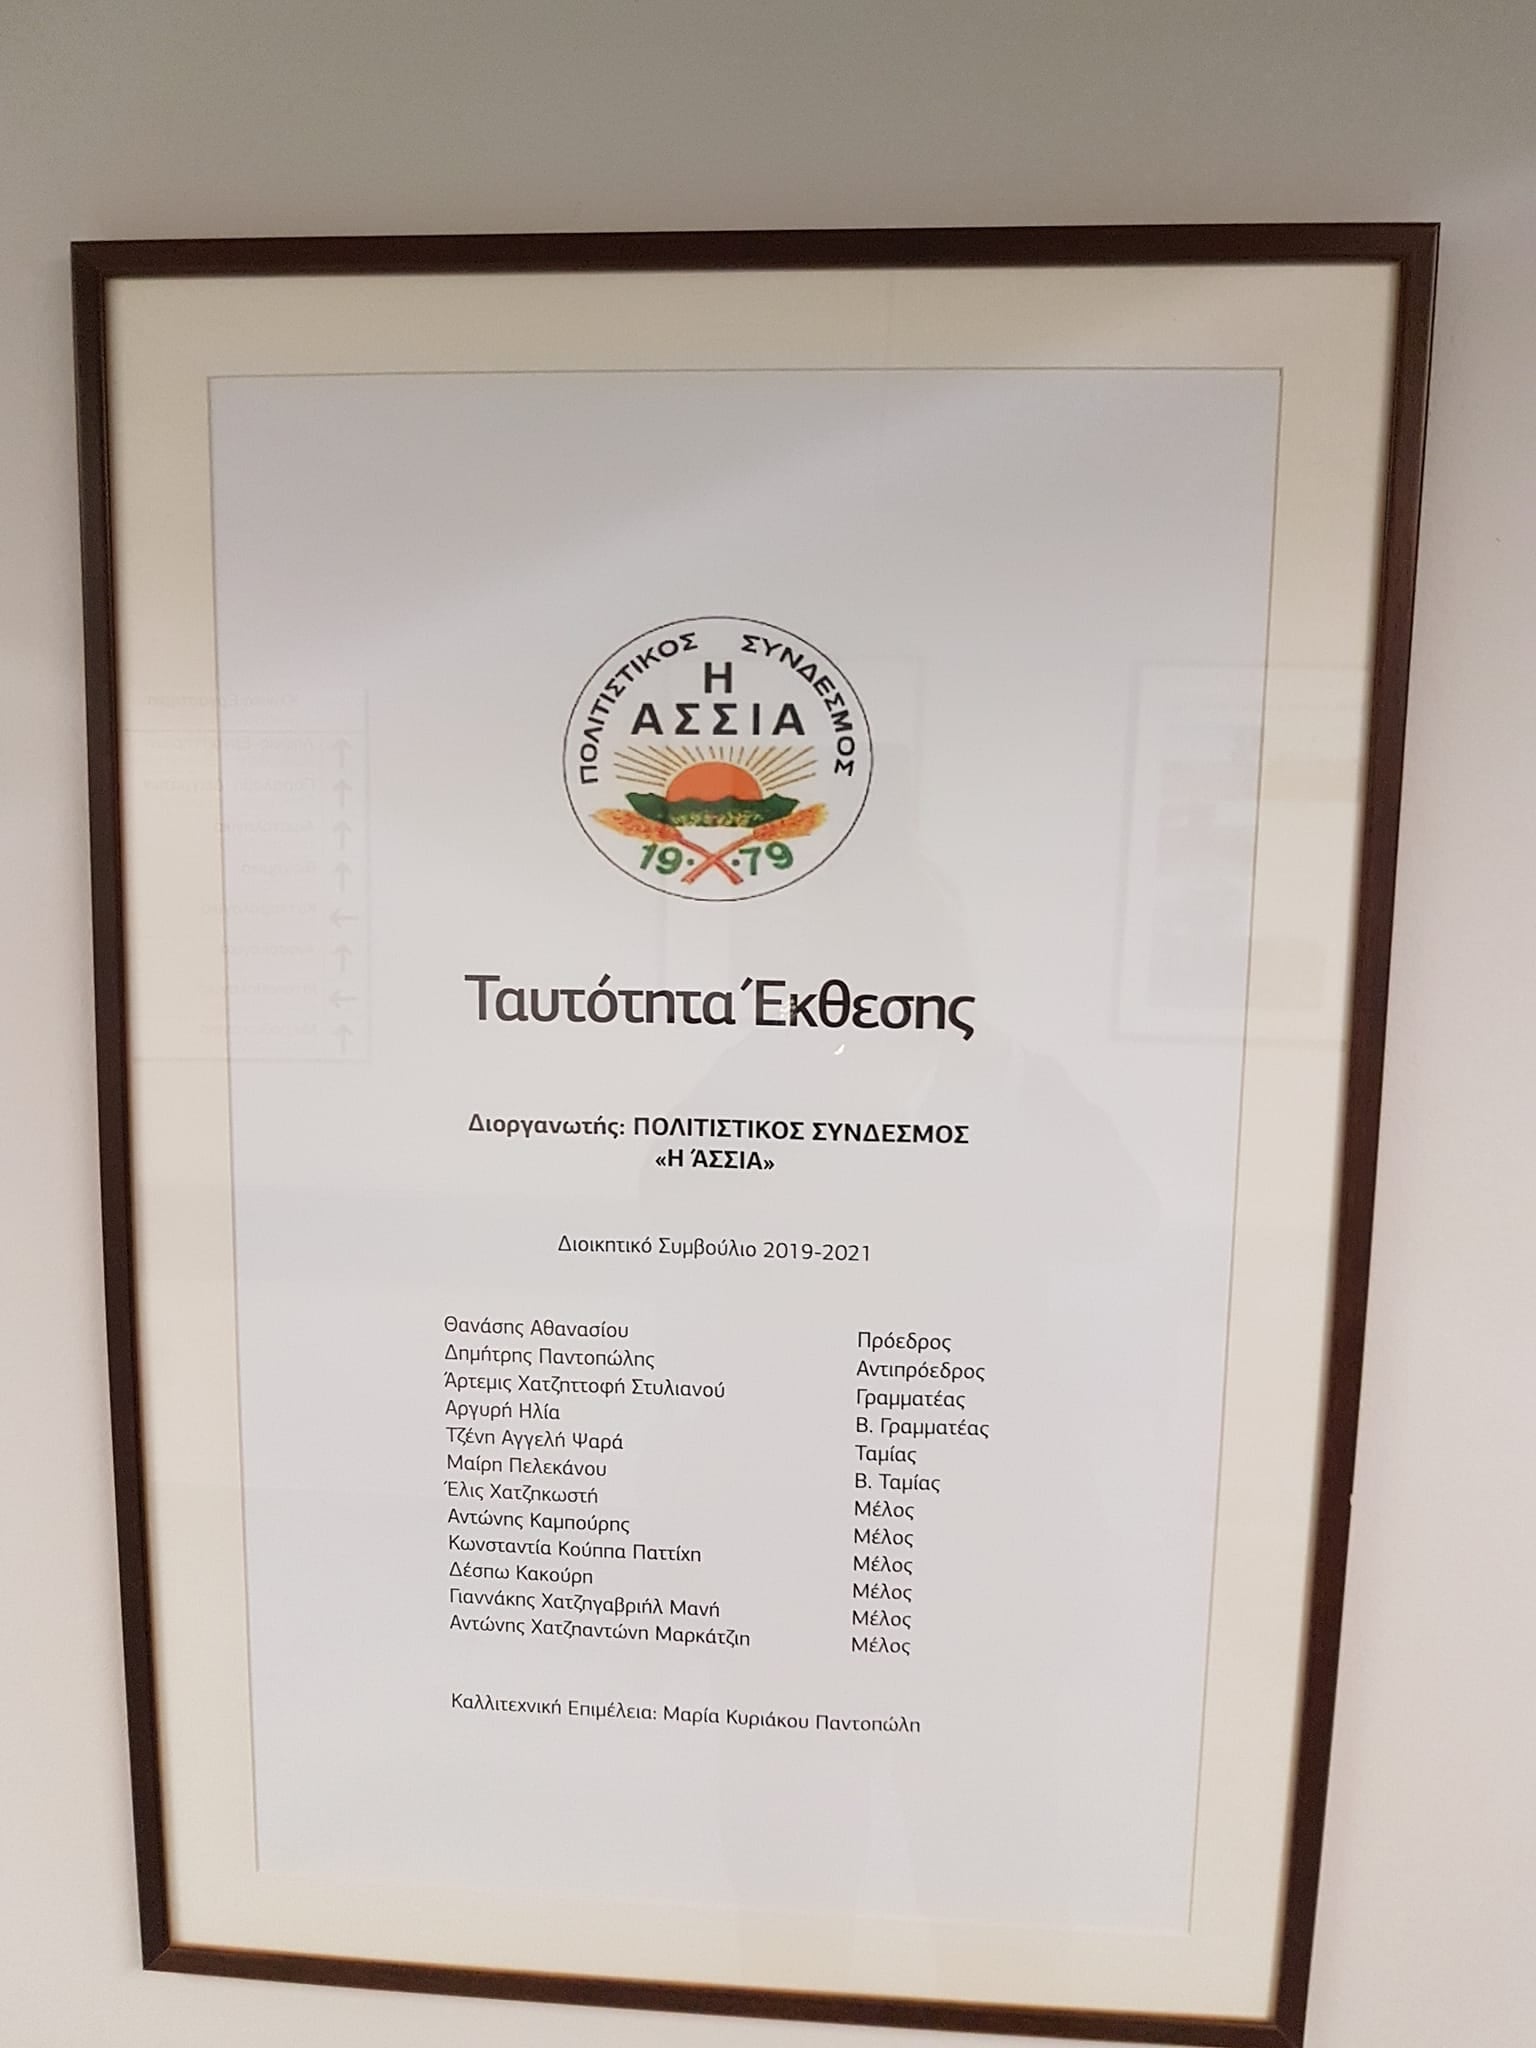 ΠΟΛΙΤΙΣΤΙΚΟΣ ΣΥΝΔΕΣΜΟΣ
Η
ΑΣΣΙΑ
19·79
Ταυτότητα Έκθεσης
Διοργανωτής: ΠΟΛΙΤΙΣΤΙΚΟΣ ΣΥΝΔΕΣΜΟΣ
«Η ΆΣΣΙΑ»
Διοικητικό Συμβούλιο 2019-2021
Θανάσης Αθανασίου Πρόεδρος
Δημήτρης Παντοπώλης Αντιπρόεδρος
Άρτεμις Χατζηττοφή Στυλιανού Γραμματέας
Αργυρή Ηλία Β. Γραμματέας
Τζένη Αγγελή Ψαρά Ταμίας
Μαίρη Πελεκάνου Β. Ταμίας
Έλις Χατζηκωστή Μέλος
Αντώνης Καμπούρης Μέλος
Κωνσταντία Κούππα Παττίχη Μέλος
Δέσπω Κακούρη Μέλος
Γιαννάκης Χατζηγαβριήλ Μανή Μέλος
Αντώνης Χατζηαντώνη Μαρκάτζιη Μέλος
Καλλιτεχνική Επιμέλεια: Μαρία Κυριάκου Παντοπώλη